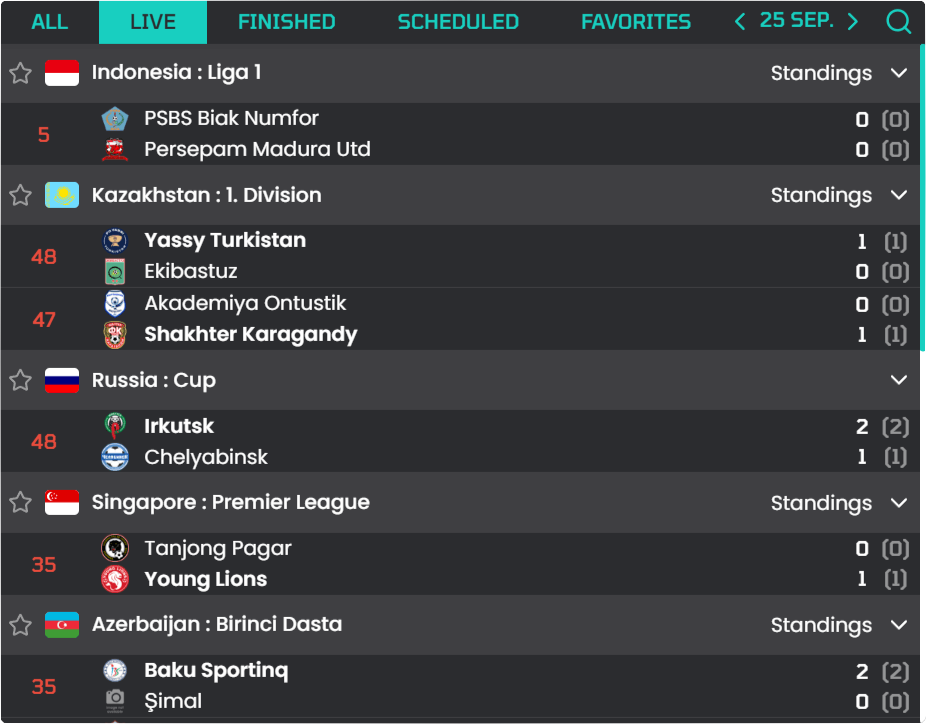 ALL LIVE FINISHED SCHEDULED FAVORITES 25 SEP.
Indonesia : Liga 1 Standings
5
PSBS Biak Numfor 0 (0)
Persepam Madura Utd 0 (0)
Kazakhstan : 1. Division Standings
48
Yassy Turkistan 1 (1)
Ekibastuz 0 (0)
47
Akademiya Ontustik 0 (0)
Shakhter Karagandy 1 (1)
Russia : Cup
48
Irkutsk 2 (2)
Chelyabinsk 1 (1)
Singapore : Premier League Standings
35
Tanjong Pagar 0 (0)
Young Lions 1 (1)
Azerbaijan : Birinci Dasta Standings
35
Baku Sportinq 2 (2)
Şimal 0 (0)